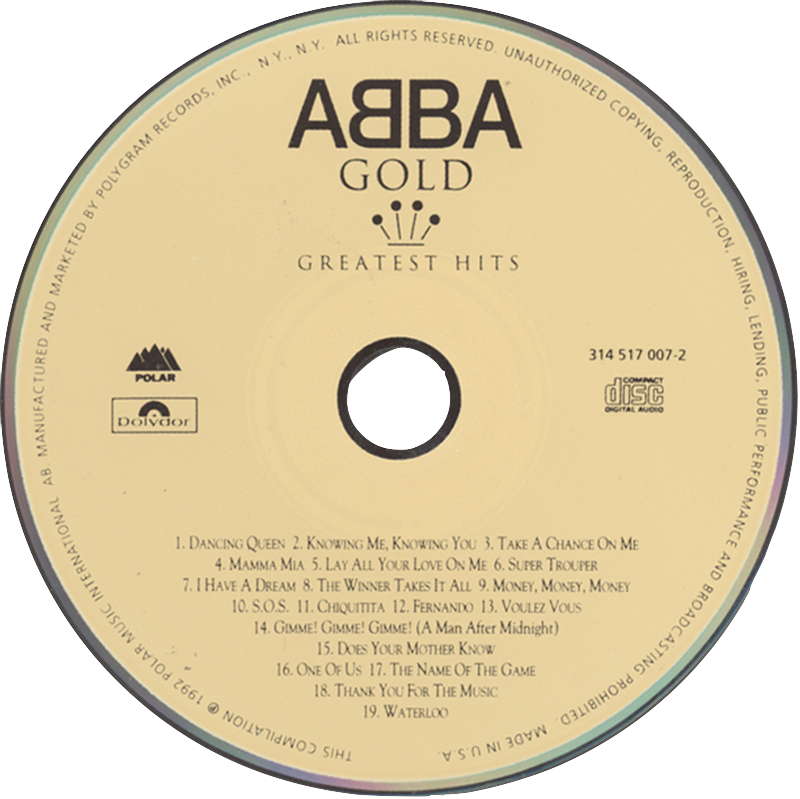 ABBA
GOLD
GREATEST HITS
POLAR
Polydor
314 517 007-2
COMPACT
disc
DIGITAL AUDIO
1. DANCING QUEEN 2. KNOWING ME, KNOWING YOU 3. TAKE A CHANCE ON ME
4. MAMMA MIA 5. LAY ALL YOUR LOVE ON ME 6. SUPER TROUPER
7. I HAVE A DREAM 8. THE WINNER TAKES IT ALL 9. MONEY, MONEY, MONEY
10. S.O.S. 11. CHIQUITITA 12. FERNANDO 13. VOULEZ VOUS
14. GIMME! GIMME! GIMME! (A MAN AFTER MIDNIGHT)
15. DOES YOUR MOTHER KNOW
16. ONE OF US 17. THE NAME OF THE GAME
18. THANK YOU FOR THE MUSIC
19. WATERLOO
THIS COMPILATION ℗ 1992 POLAR MUSIC INTERNATIONAL AB. MANUFACTURED AND MARKETED BY POLYGRAM RECORDS, INC., N.Y., N.Y. ALL RIGHTS RESERVED. UNAUTHORIZED COPYING, REPRODUCTION, HIRING, LENDING, PUBLIC PERFORMANCE AND BROADCASTING PROHIBITED. MADE IN U.S.A.